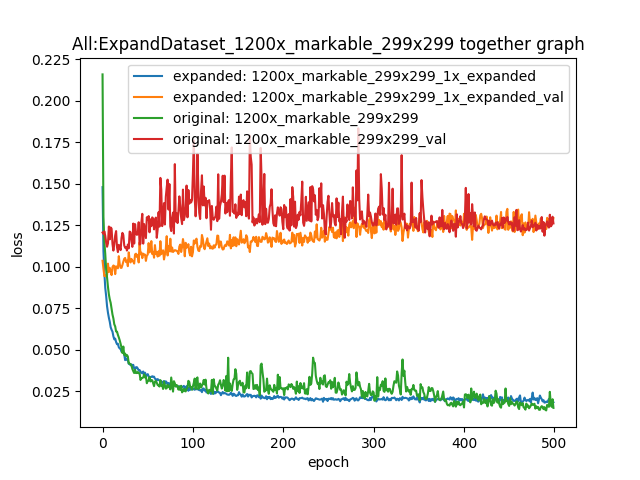 All:ExpandDataset_1200x_markable_299x299 together graph
expanded: 1200x_markable_299x299_1x_expanded
expanded: 1200x_markable_299x299_1x_expanded_val
original: 1200x_markable_299x299
original: 1200x_markable_299x299_val
0.225
0.200
0.175
0.150
0.125
0.100
0.075
0.050
0.025
loss
0 100 200 300 400 500
epoch